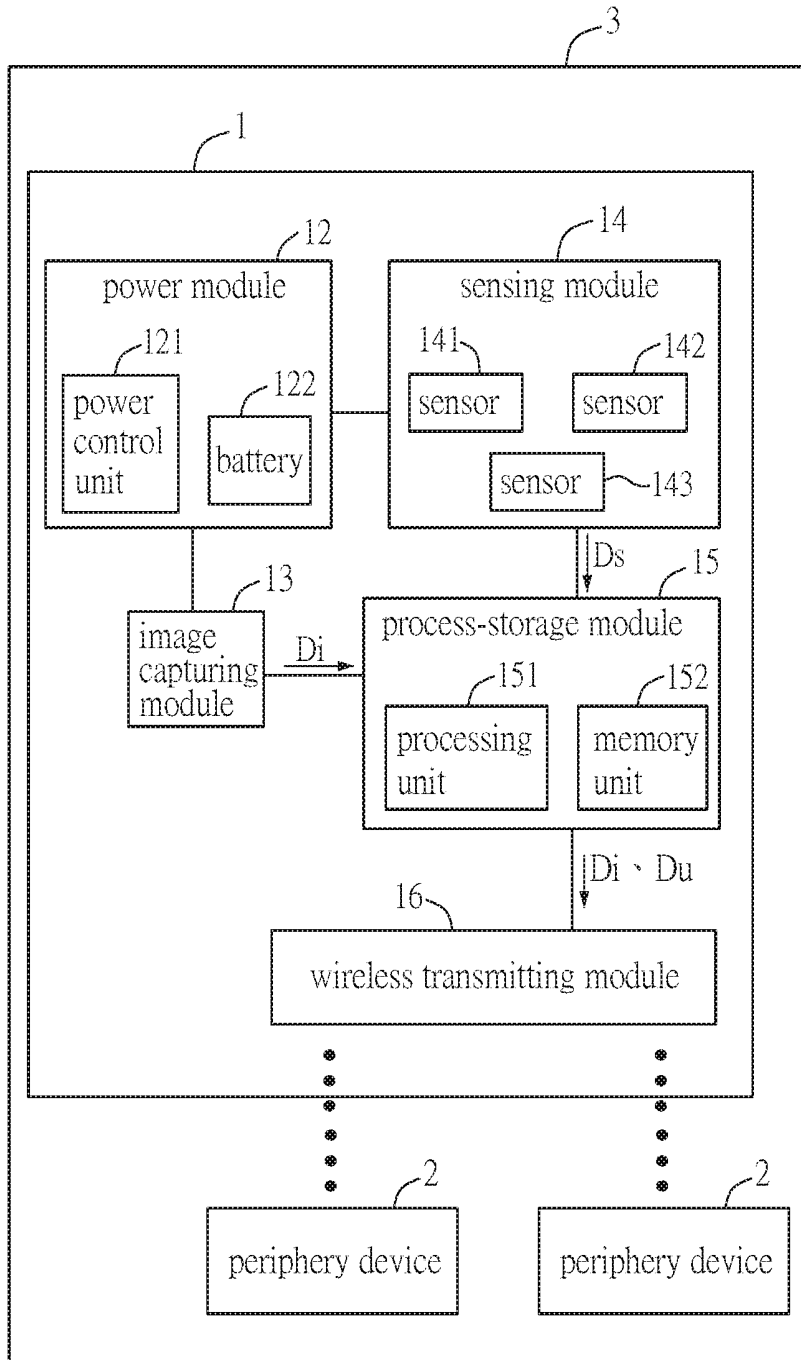 3
1
12
14
power module
sensing module
121
141
142
122
power
control
unit
sensor
sensor
battery
sensor
143
Ds
13
15
image
capturing
module
Di
process-storage module
151
152
processing
unit
memory
unit
Di、Du
16
wireless transmitting module
2
2
periphery device
periphery device